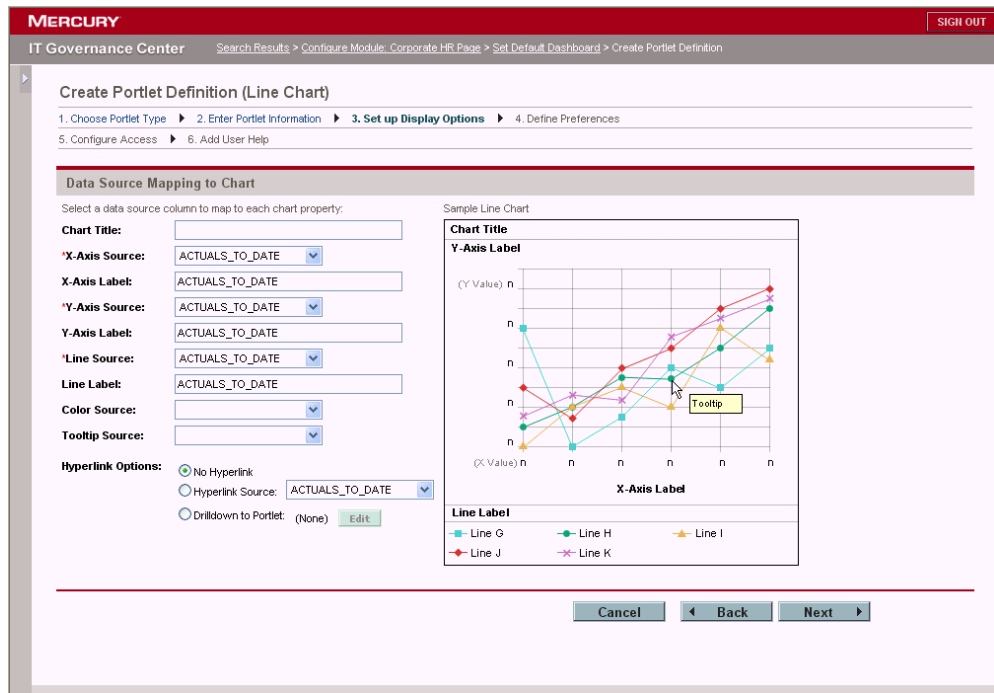 MERCURY
SIGN OUT
IT Governance Center
Search Results > Configure Module: Corporate HR Page > Set Default Dashboard > Create Portlet Definition
Create Portlet Definition (Line Chart)
1. Choose Portlet Type 2. Enter Portlet Information 3. Set up Display Options 4. Define Preferences
5. Configure Access 6. Add User Help
Data Source Mapping to Chart
Select a data source column to map to each chart property:
Chart Title:
*X-Axis Source: ACTUALS_TO_DATE
X-Axis Label: ACTUALS_TO_DATE
*Y-Axis Source: ACTUALS_TO_DATE
Y-Axis Label: ACTUALS_TO_DATE
*Line Source: ACTUALS_TO_DATE
Line Label: ACTUALS_TO_DATE
Color Source:
Tooltip Source:
Hyperlink Options: No Hyperlink
Hyperlink Source: ACTUALS_TO_DATE
Drilldown to Portlet: (None) Edit
Sample Line Chart
Chart Title
Y-Axis Label
(Y Value) n
n
n
n
n
Tooltip
(X Value) n n n n n n
X-Axis Label
Line Label
Line G Line H Line I
Line J Line K
Cancel Back Next